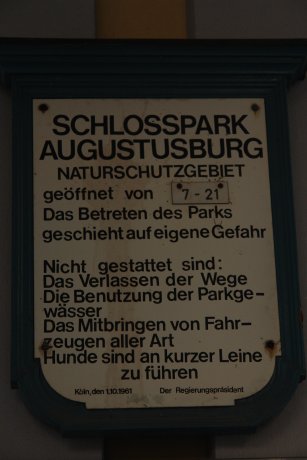 SCHLOSSPARK
AUGUSTUSBURG
NATURSCHUTZGEBIET
geöffnet von 7-21
Das Betreten des Parks
geschieht auf eigene Gefahr
Nicht gestattet sind:
Das Verlassen der Wege
Die Benutzung der Parkge-
wässer
Das Mitbringen von Fahr-
zeugen aller Art
Hunde sind an kurzer Leine
zu führen
Köln, den 1.10.1961 Der Regierungspräsident